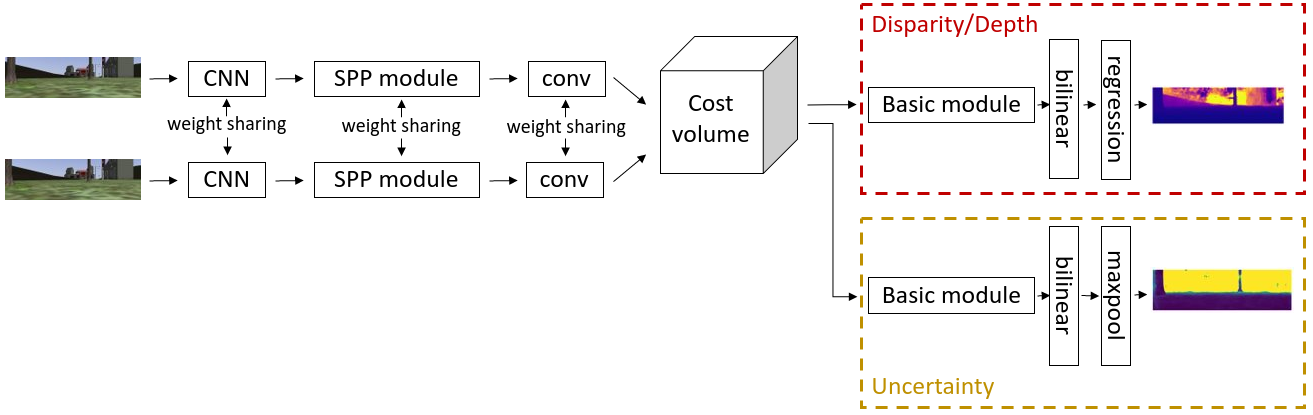 CNN
SPP module
conv
weight sharing
weight sharing
weight sharing
CNN
SPP module
conv
Cost
volume
Disparity/Depth
Basic module
bilinear
regression
Basic module
bilinear
maxpool
Uncertainty